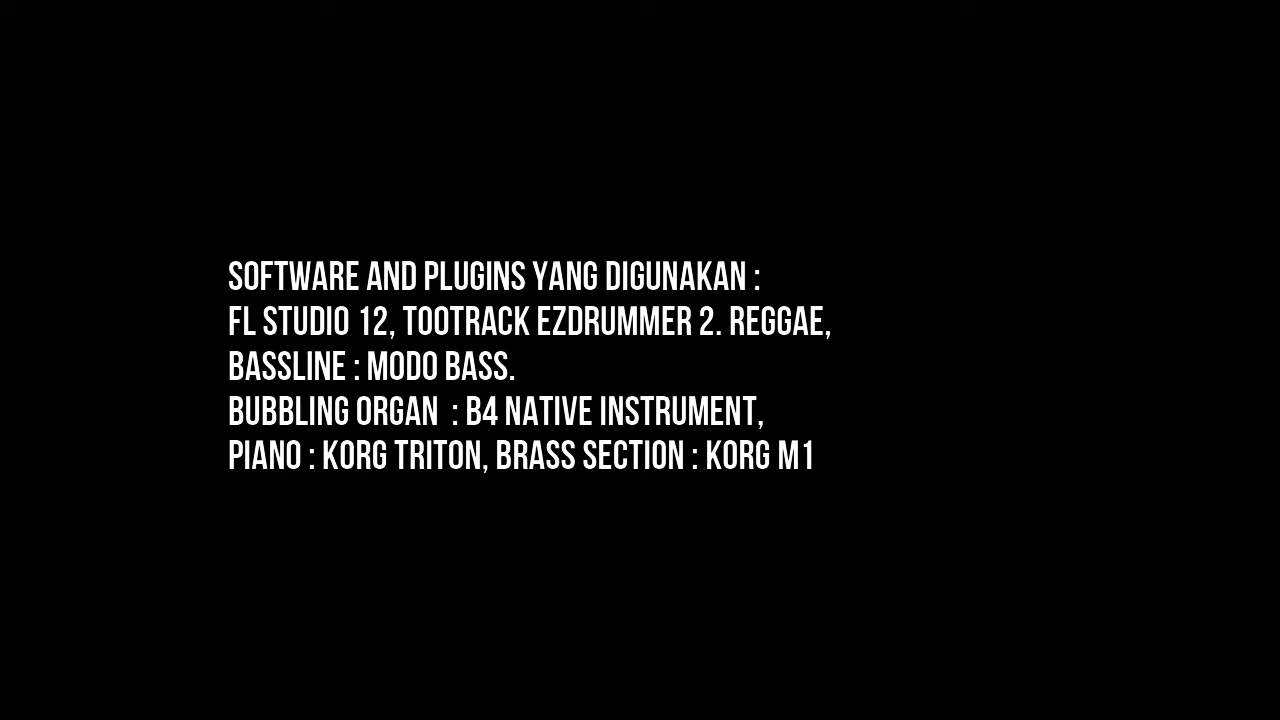 SOFTWARE AND PLUGINS YANG DIGUNAKAN :
FL STUDIO 12, TOOTRACK EZDRUMMER 2. REGGAE,
BASSLINE : MODO BASS.
BUBBLING ORGAN  : B4 NATIVE INSTRUMENT,
PIANO : KORG TRITON, BRASS SECTION : KORG M1